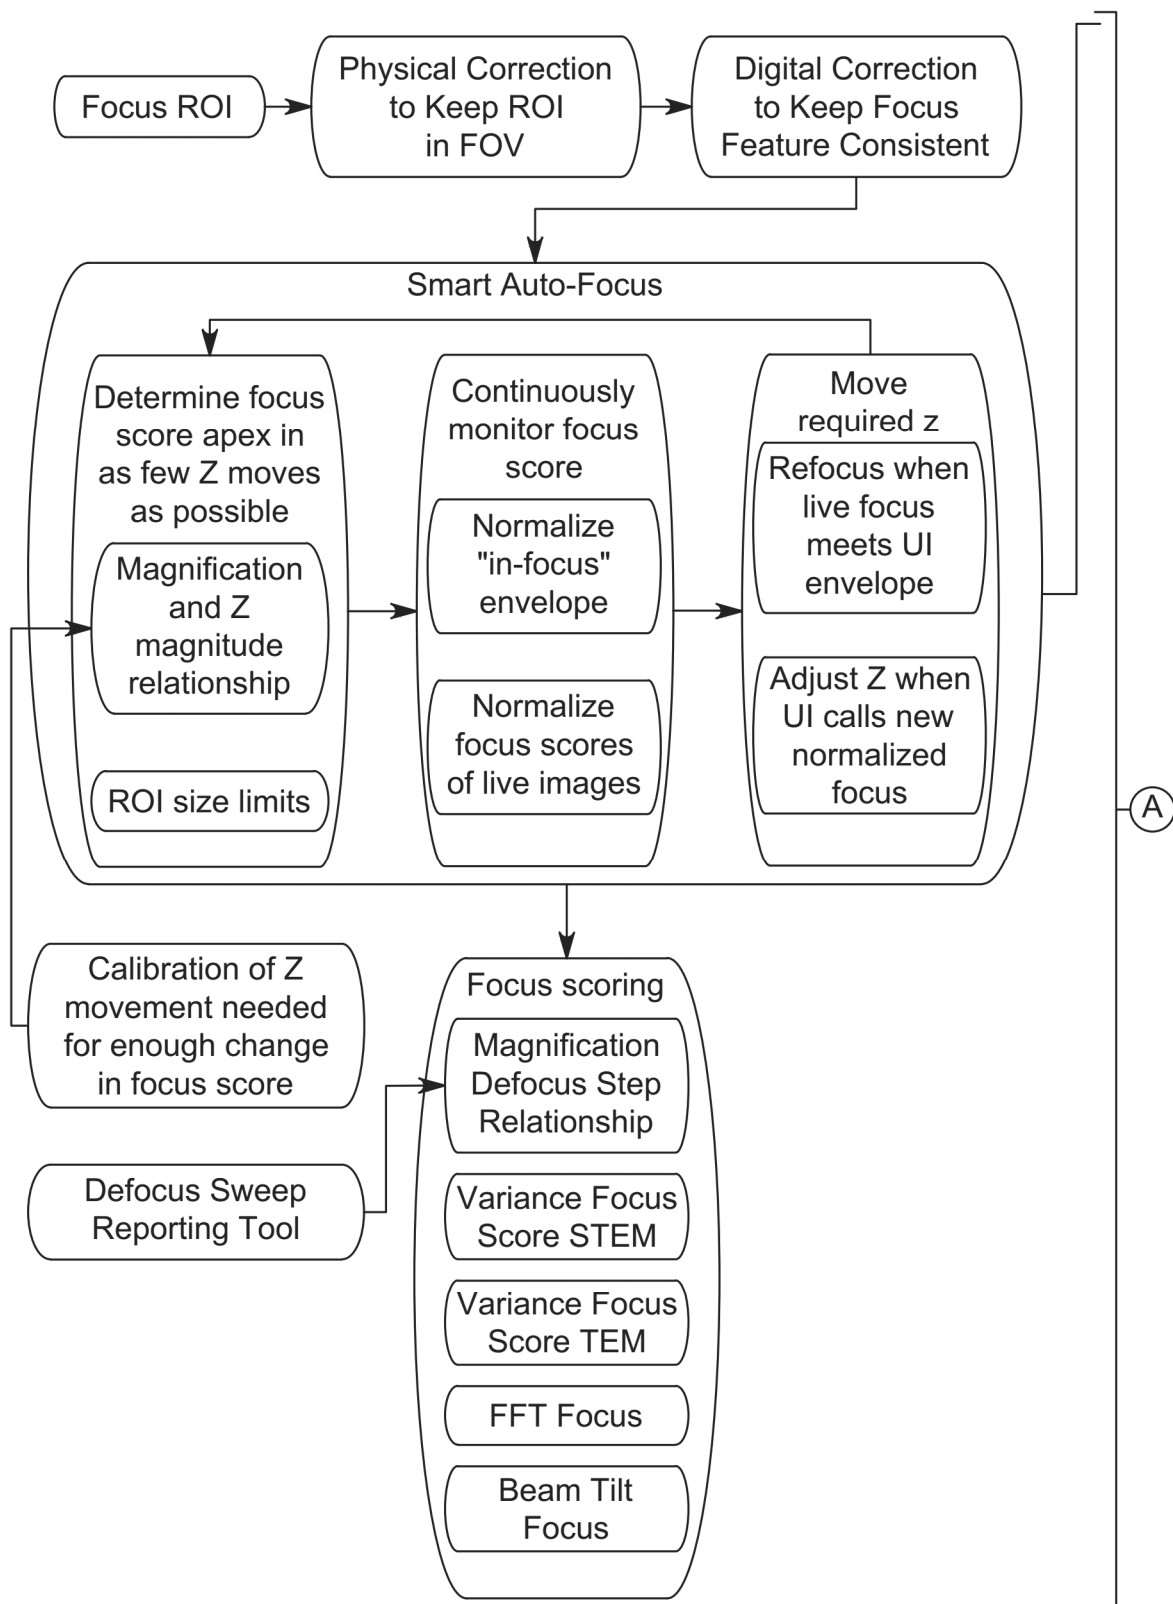 Focus ROI
Physical Correction
to Keep ROI
in FOV
Digital Correction
to Keep Focus
Feature Consistent
Smart Auto-Focus
Determine focus
score apex in
as few Z moves
as possible
Magnification
and Z
magnitude
relationship
ROI size limits
Continuously
monitor focus
score
Normalize
"in-focus"
envelope
Normalize
focus scores
of live images
Move
required z
Refocus when
live focus
meets UI
envelope
Adjust Z when
UI calls new
normalized
focus
A
Calibration of Z
movement needed
for enough change
in focus score
Defocus Sweep
Reporting Tool
Focus scoring
Magnification
Defocus Step
Relationship
Variance Focus
Score STEM
Variance Focus
Score TEM
FFT Focus
Beam Tilt
Focus